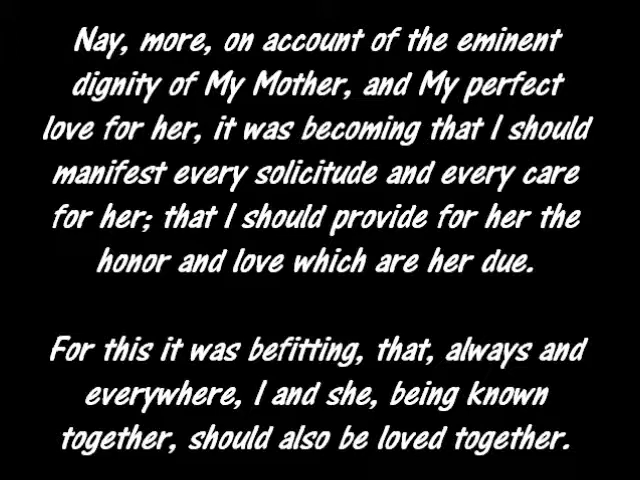 Nay, more, on account of the eminent
dignity of My Mother, and My perfect
love for her, it was becoming that I should
manifest every solicitude and every care
for her; that I should provide for her the
honor and love which are her due.
For this it was befitting, that, always and
everywhere, I and she, being known
together, should also be loved together.